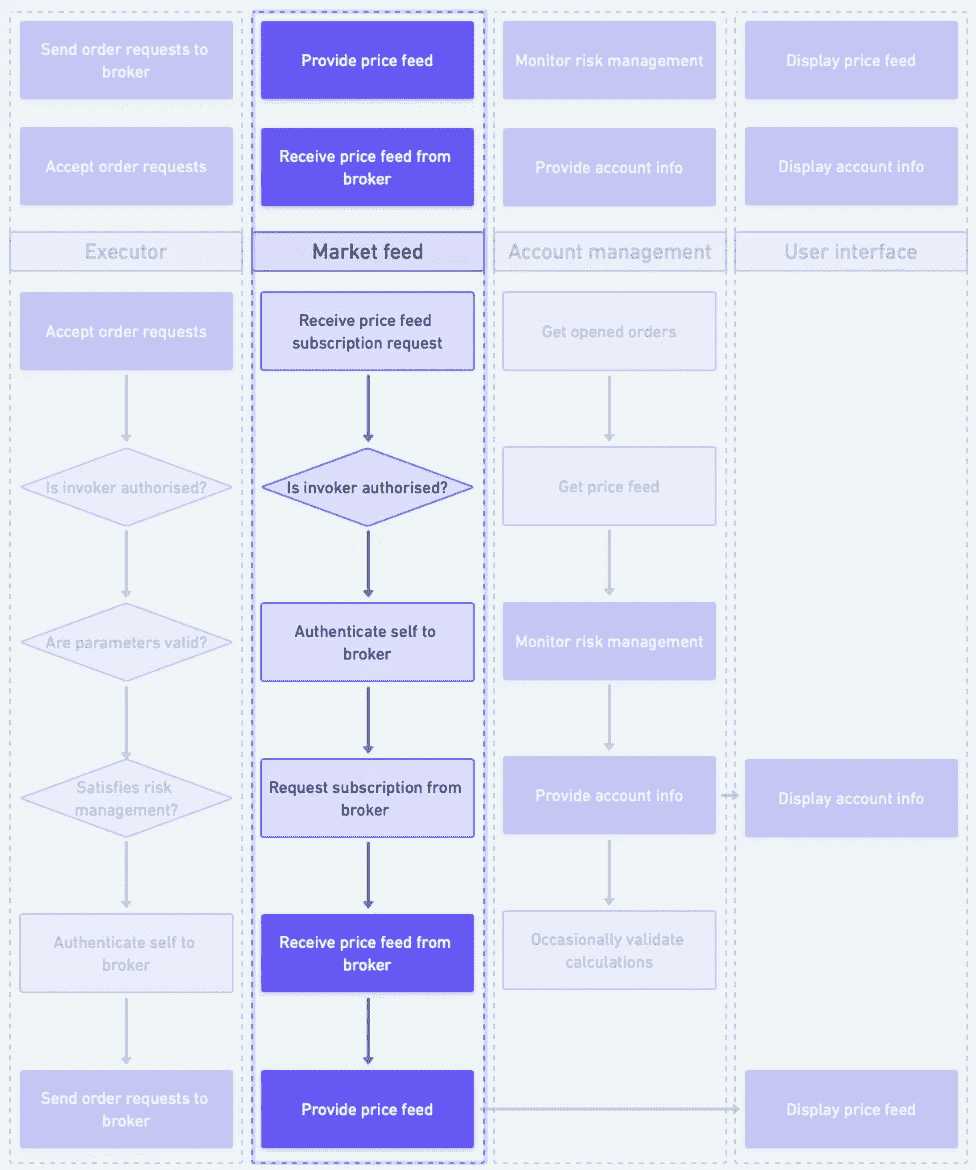 Send order requests to
broker
Provide price feed
Monitor risk management
Display price feed
Accept order requests
Receive price feed from
broker
Provide account info
Display account info
Executor
Market feed
Account management
User interface
Accept order requests
Receive price feed
subscription request
Get opened orders
Is invoker authorised?
Is invoker authorised?
Get price feed
Are parameters valid?
Authenticate self to
broker
Monitor risk management
Satisfies risk
management?
Request subscription from
broker
Provide account info
Display account info
Authenticate self to
broker
Receive price feed from
broker
Occasionally validate
calculations
Send order requests to
broker
Provide price feed
Display price feed